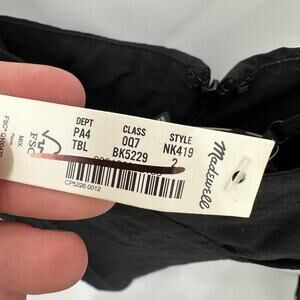 DEPT CLASS STYLE
PA4 0Q7 NK419
TBL BK5229 2
CP5226 0012
Madewell
FSC
MIX